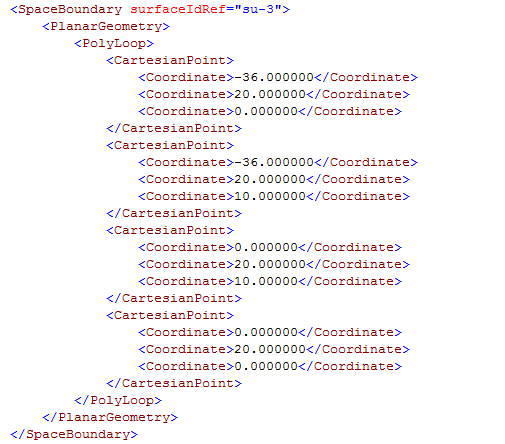 <SpaceBoundary surfaceIdRef="su-3">
<PlanarGeometry>
<PolyLoop>
<CartesianPoint>
<Coordinate>-36.000000</Coordinate>
<Coordinate>20.000000</Coordinate>
<Coordinate>0.000000</Coordinate>
</CartesianPoint>
<CartesianPoint>
<Coordinate>-36.000000</Coordinate>
<Coordinate>20.000000</Coordinate>
<Coordinate>10.000000</Coordinate>
</CartesianPoint>
<CartesianPoint>
<Coordinate>0.000000</Coordinate>
<Coordinate>20.000000</Coordinate>
<Coordinate>10.000000</Coordinate>
</CartesianPoint>
<CartesianPoint>
<Coordinate>0.000000</Coordinate>
<Coordinate>20.000000</Coordinate>
<Coordinate>0.000000</Coordinate>
</CartesianPoint>
</PolyLoop>
</PlanarGeometry>
</SpaceBoundary>